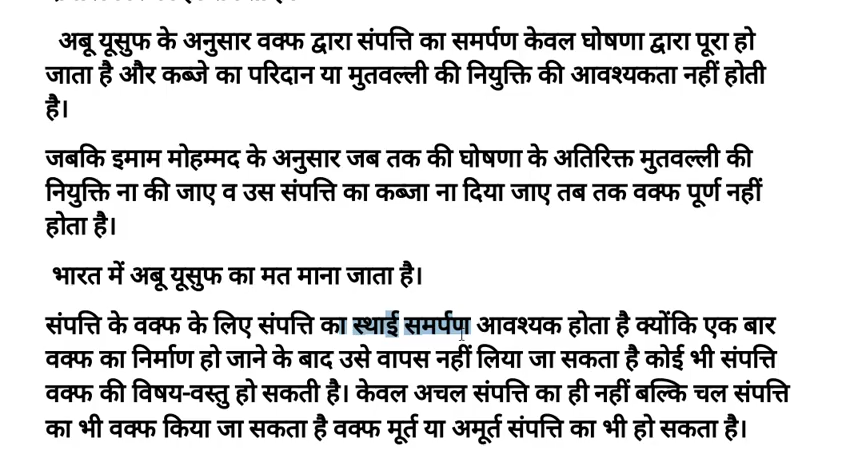 अबू यूसुफ के अनुसार वक्फ द्वारा संपत्ति का समर्पण केवल घोषणा द्वारा पूरा हो
जाता है और कब्जे का परिदान या मुतवल्ली की नियुक्ति की आवश्यकता नहीं होती
है।
जबकि इमाम मोहम्मद के अनुसार जब तक की घोषणा के अतिरिक्त मुतवल्ली की
नियुक्ति ना की जाए व उस संपत्ति का कब्जा ना दिया जाए तब तक वक्फ पूर्ण नहीं
होता है।
भारत में अबू यूसुफ का मत माना जाता है।
संपत्ति के वक्फ के लिए संपत्ति का स्थाई समर्पण आवश्यक होता है क्योंकि एक बार
वक्फ का निर्माण हो जाने के बाद उसे वापस नहीं लिया जा सकता है कोई भी संपत्ति
वक्फ की विषय-वस्तु हो सकती है। केवल अचल संपत्ति का ही नहीं बल्कि चल संपत्ति
का भी वक्फ किया जा सकता है वक्फ मूर्त या अमूर्त संपत्ति का भी हो सकता है।